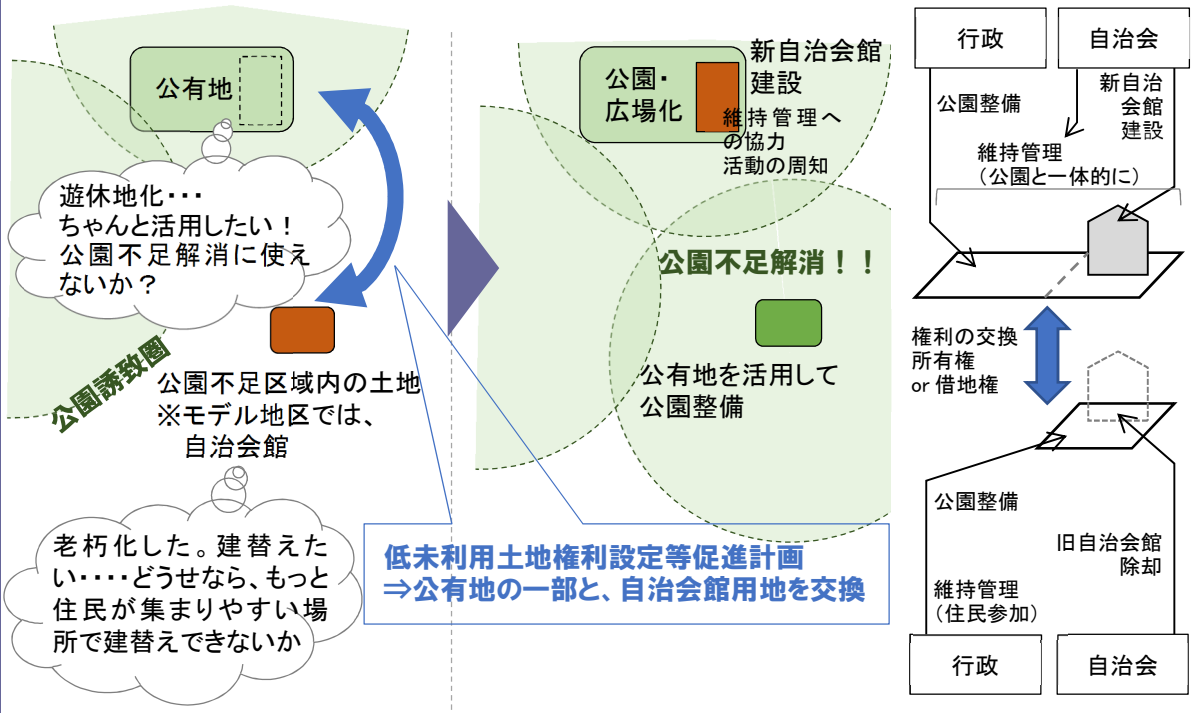 公有地
遊休地化・・・
ちゃんと活用したい！
公園不足解消に使え
ないか？
公園誘致圏
公園不足区域内の土地
※モデル地区では、
自治会館
老朽化した。建替えた
い・・・・どうせなら、もっと
住民が集まりやすい場
所で建替えできないか
公園・
広場化
新自治会館
建設
維持管理へ
の協力
活動の周知
公園不足解消！！
公有地を活用して
公園整備
低未利用土地権利設定等促進計画
⇒公有地の一部と、自治会館用地を交換
行政
自治会
公園整備
新自治
会館
建設
維持管理
（公園と一体的に）
権利の交換
所有権
or 借地権
公園整備
旧自治会館
除却
維持管理
（住民参加）
行政
自治会